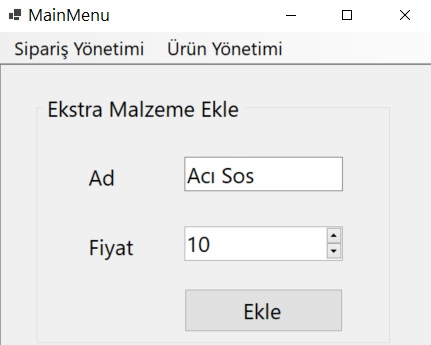 MainMenu
Sipariş Yönetimi Ürün Yönetimi
Ekstra Malzeme Ekle
Ad Acı Sos
Fiyat 10
Ekle